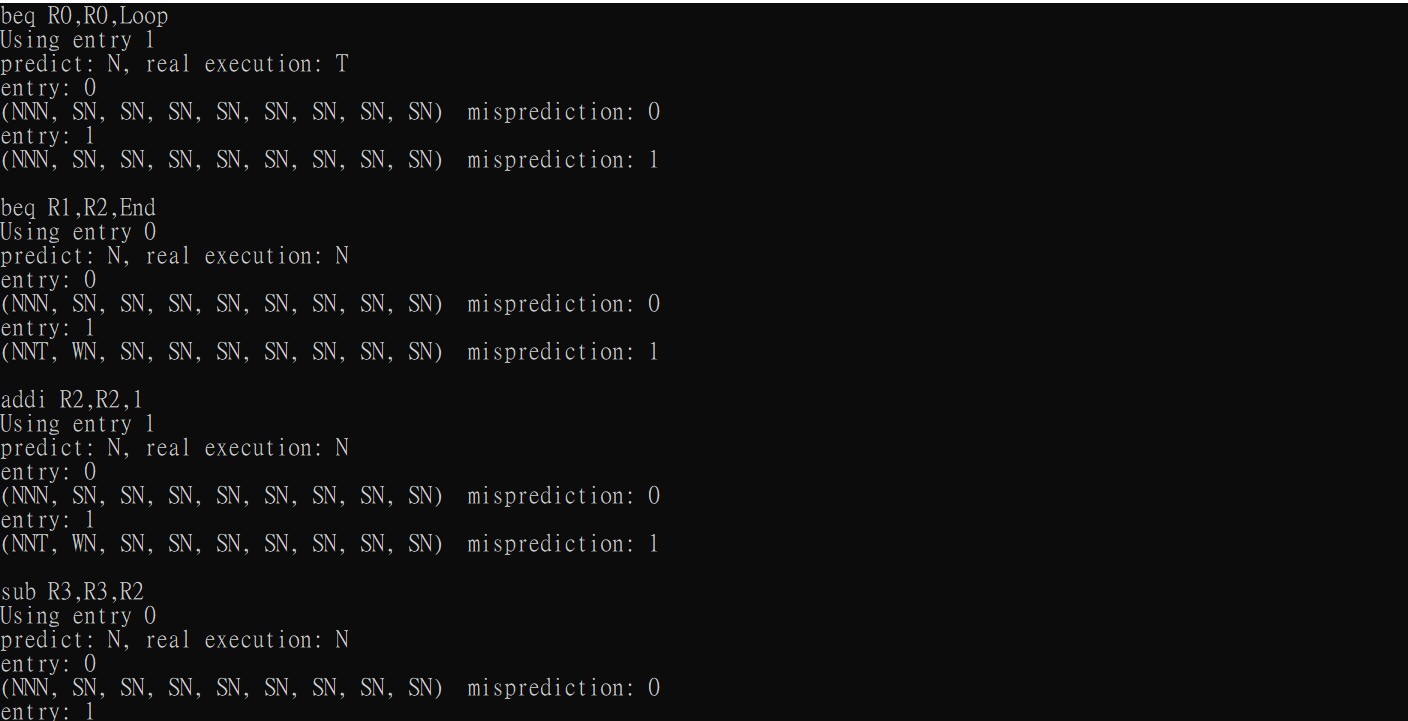 beq R0,R0,Loop
Using entry 1
predict: N, real execution: T
entry: 0
(NNN, SN, SN, SN, SN, SN, SN, SN, SN)  misprediction: 0
entry: 1
(NNN, SN, SN, SN, SN, SN, SN, SN, SN)  misprediction: 1

beq R1,R2,End
Using entry 0
predict: N, real execution: N
entry: 0
(NNN, SN, SN, SN, SN, SN, SN, SN, SN)  misprediction: 0
entry: 1
(NNT, WN, SN, SN, SN, SN, SN, SN, SN)  misprediction: 1

addi R2,R2,1
Using entry 1
predict: N, real execution: N
entry: 0
(NNN, SN, SN, SN, SN, SN, SN, SN, SN)  misprediction: 0
entry: 1
(NNT, WN, SN, SN, SN, SN, SN, SN, SN)  misprediction: 1

sub R3,R3,R2
Using entry 0
predict: N, real execution: N
entry: 0
(NNN, SN, SN, SN, SN, SN, SN, SN, SN)  misprediction: 0
entry: 1